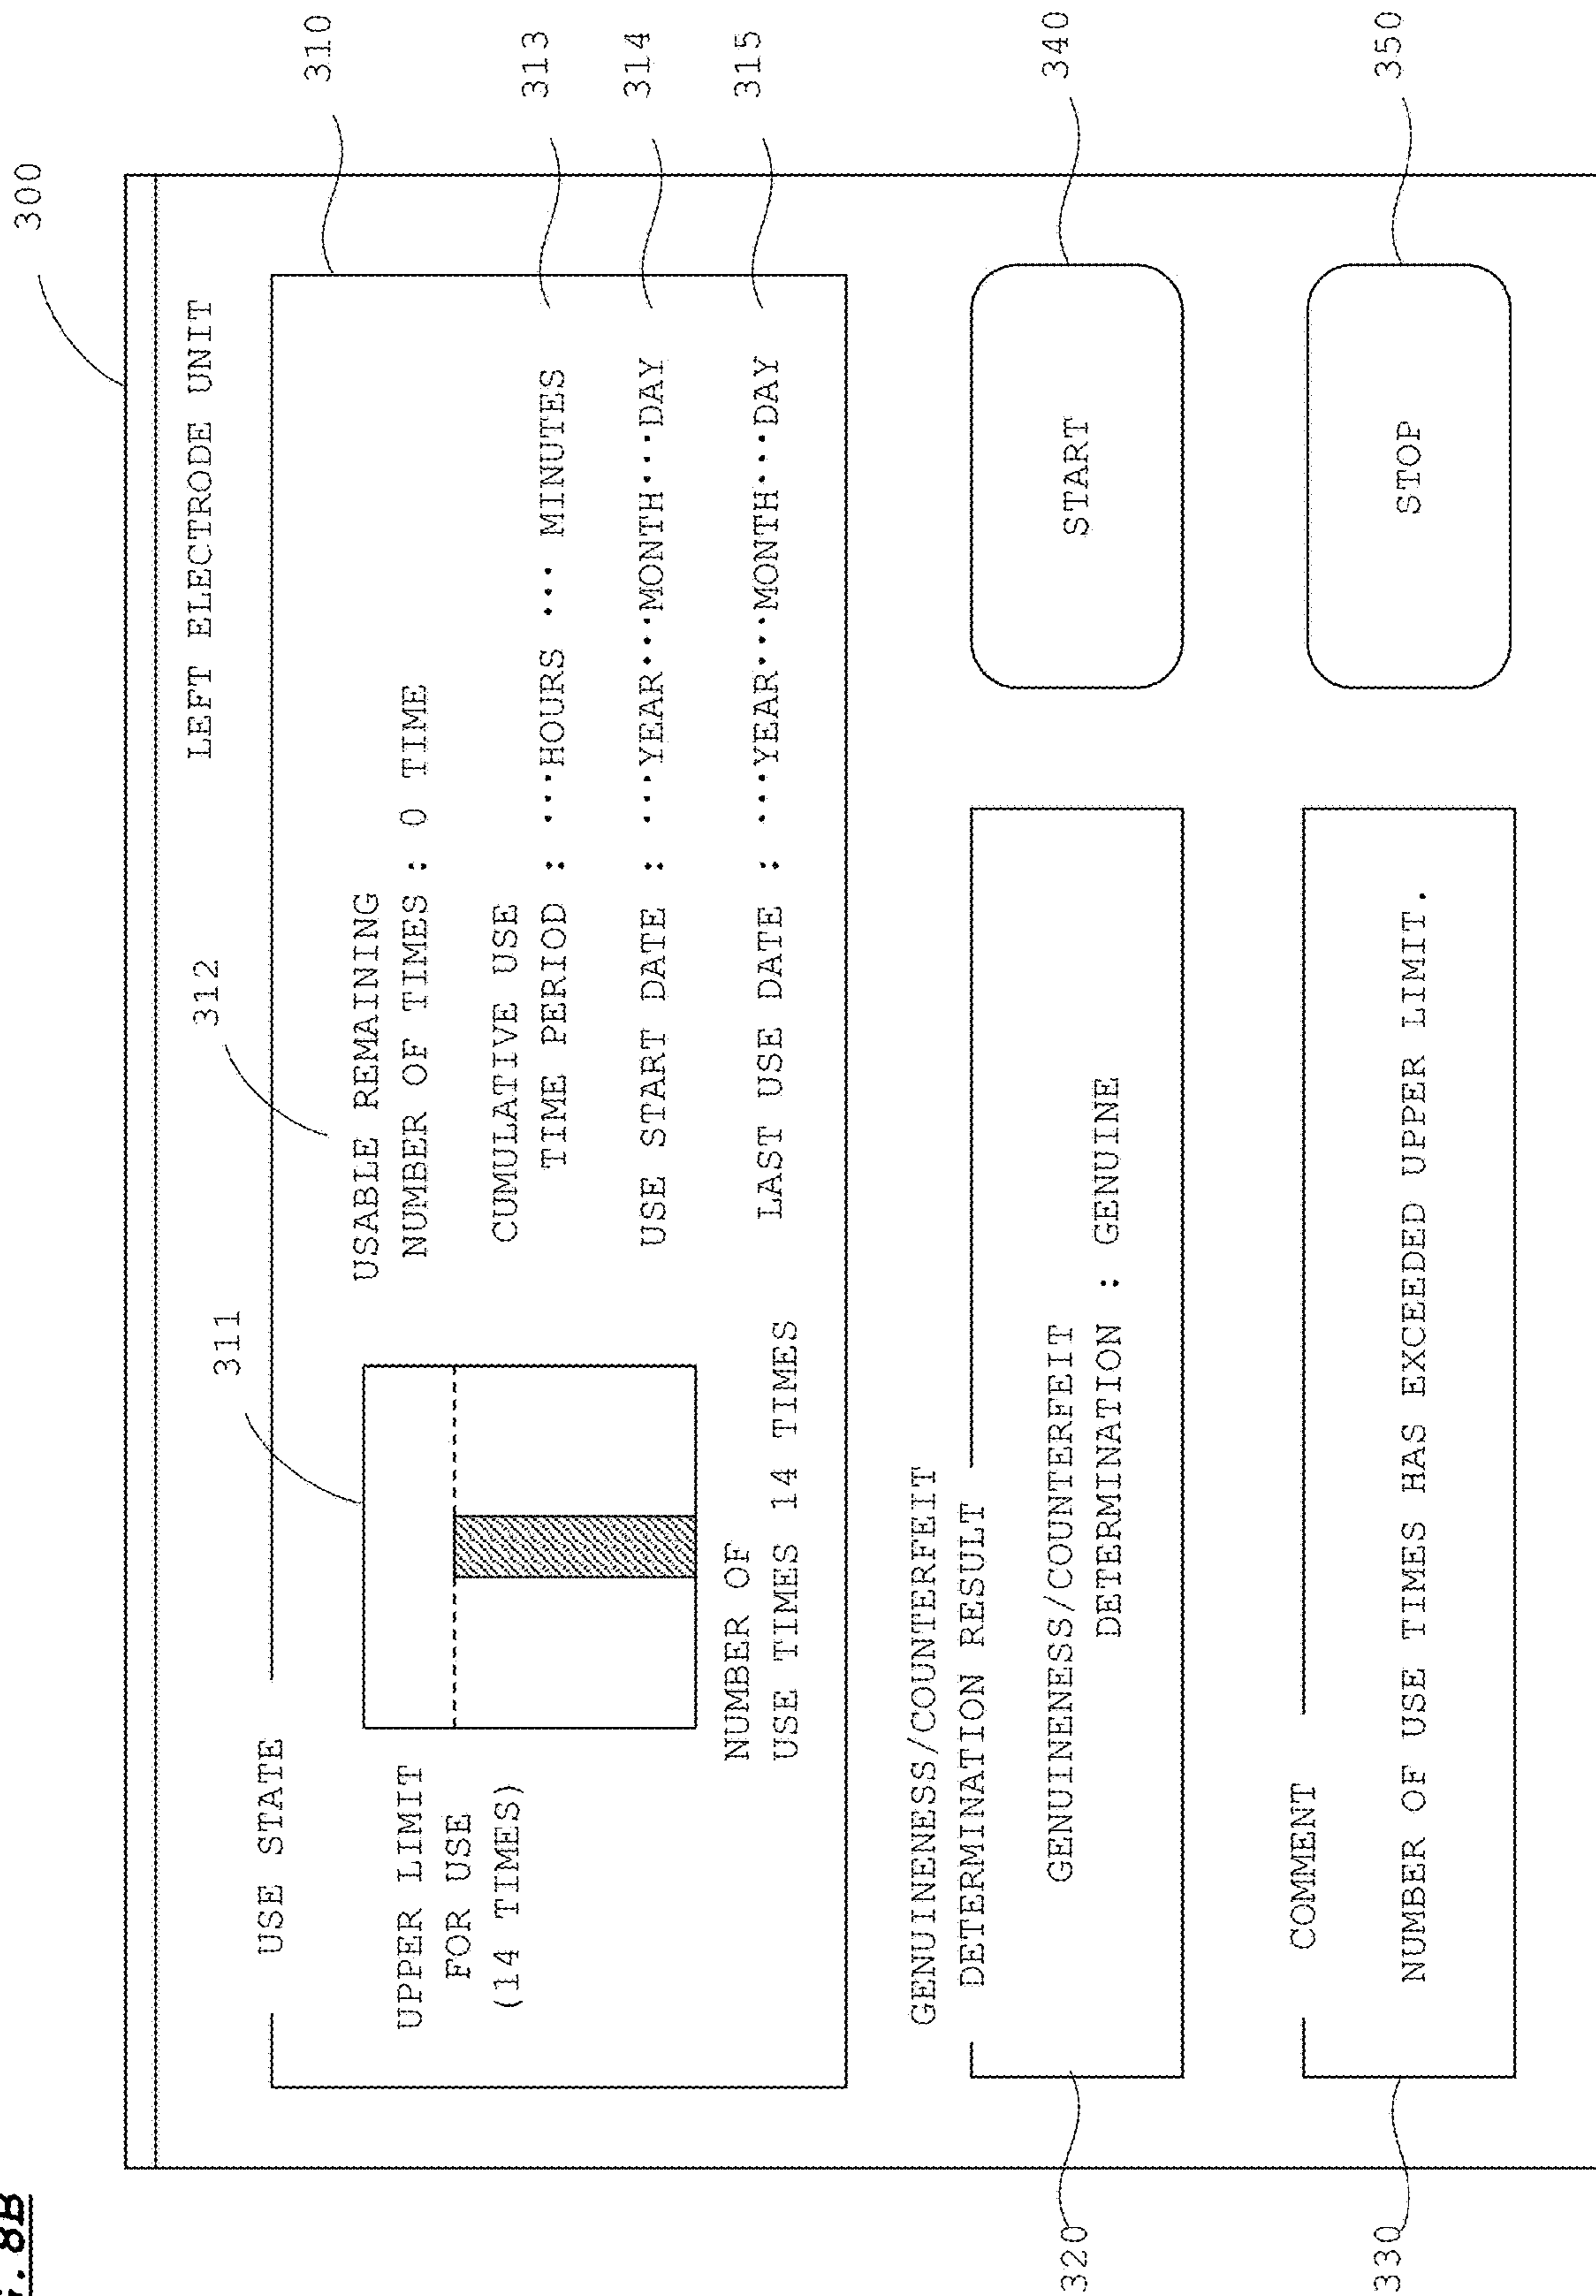 8B
300
LEFT ELECTRODE UNIT
310
USE STATE
311
312
UPPER LIMIT
FOR USE
(14 TIMES)
NUMBER OF
USE TIMES 14 TIMES
USABLE REMAINING
NUMBER OF TIMES : 0 TIME
CUMULATIVE USE
TIME PERIOD : ···HOURS ··· MINUTES
313
USE START DATE : ···YEAR···MONTH···DAY
314
LAST USE DATE : ···YEAR···MONTH···DAY
315
GENUINENESS/COUNTERFEIT
DETERMINATION RESULT
GENUINENESS/COUNTERFEIT
DETERMINATION : GENUINE
320
START
340
COMMENT
NUMBER OF USE TIMES HAS EXCEEDED UPPER LIMIT.
330
STOP
350